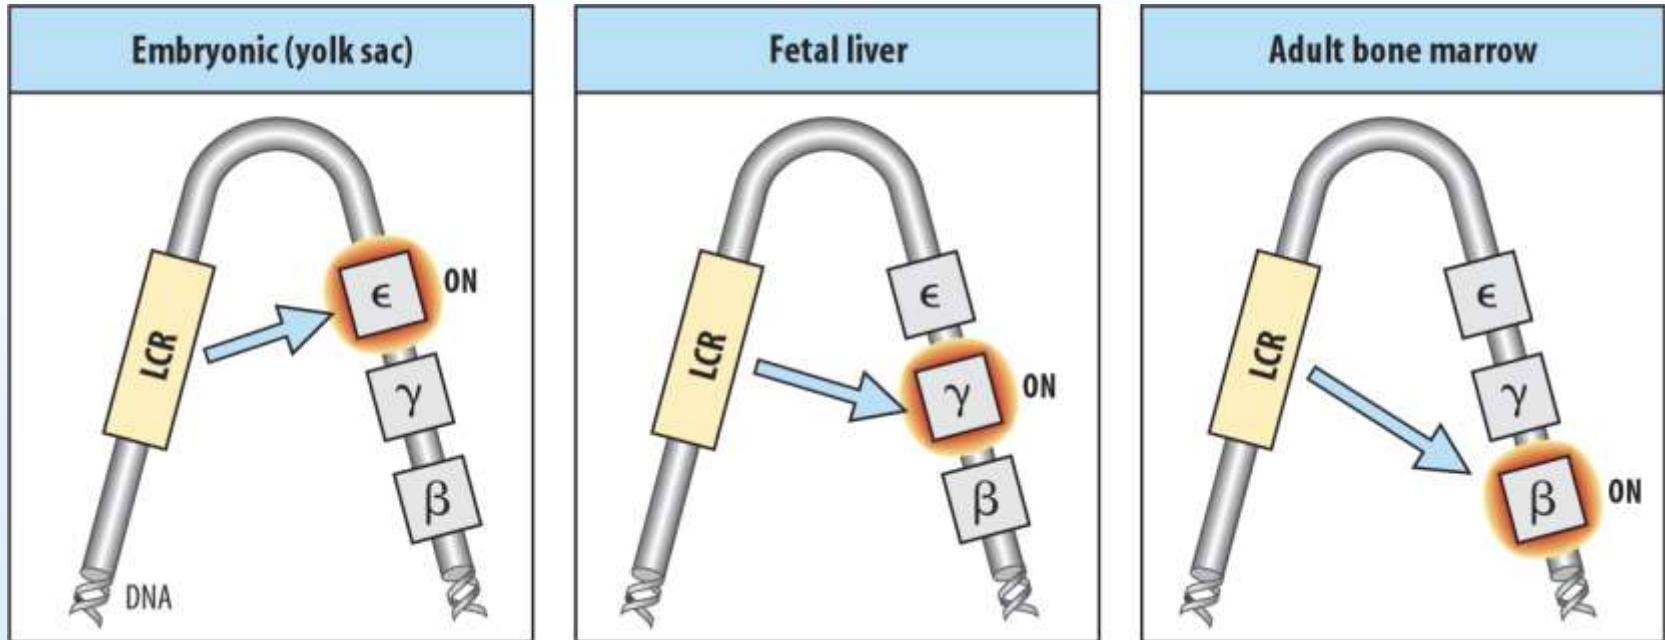 Embryonic (yolk sac)
LCR
ϵ
ON
γ
β
DNA
Fetal liver
LCR
ϵ
γ
ON
β
Adult bone marrow
LCR
ϵ
γ
β
ON